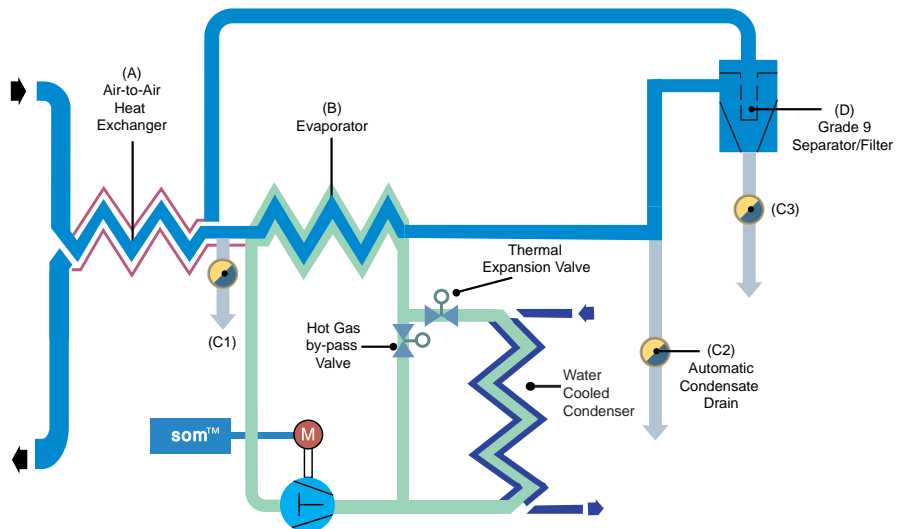 (A)
Air-to-Air
Heat
Exchanger
(B)
Evaporator
(D)
Grade 9
Separator/Filter
(C3)
Thermal
Expansion Valve
(C1)
Hot Gas
by-pass
Valve
Water
Cooled
Condenser
(C2)
Automatic
Condensate
Drain
som™
M